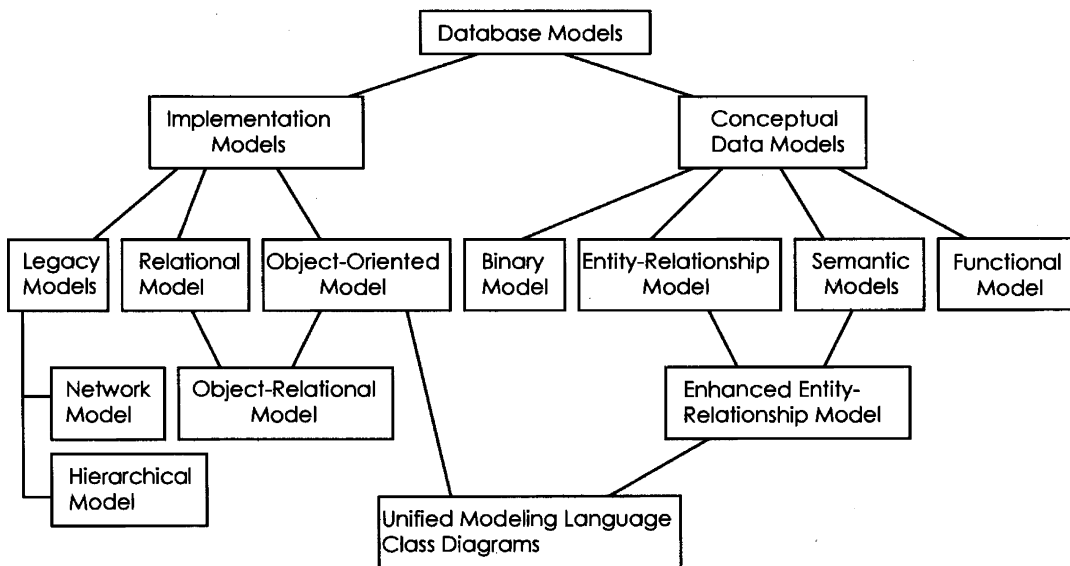 Database Models
Implementation
Models
Conceptual
Data Models
Legacy
Models
Relational
Model
Object-Oriented
Model
Binary
Model
Entity-Relationship
Model
Semantic
Models
Functional
Model
Network
Model
Object-Relational
Model
Enhanced Entity-
Relationship Model
Hierarchical
Model
Unified Modeling Language
Class Diagrams